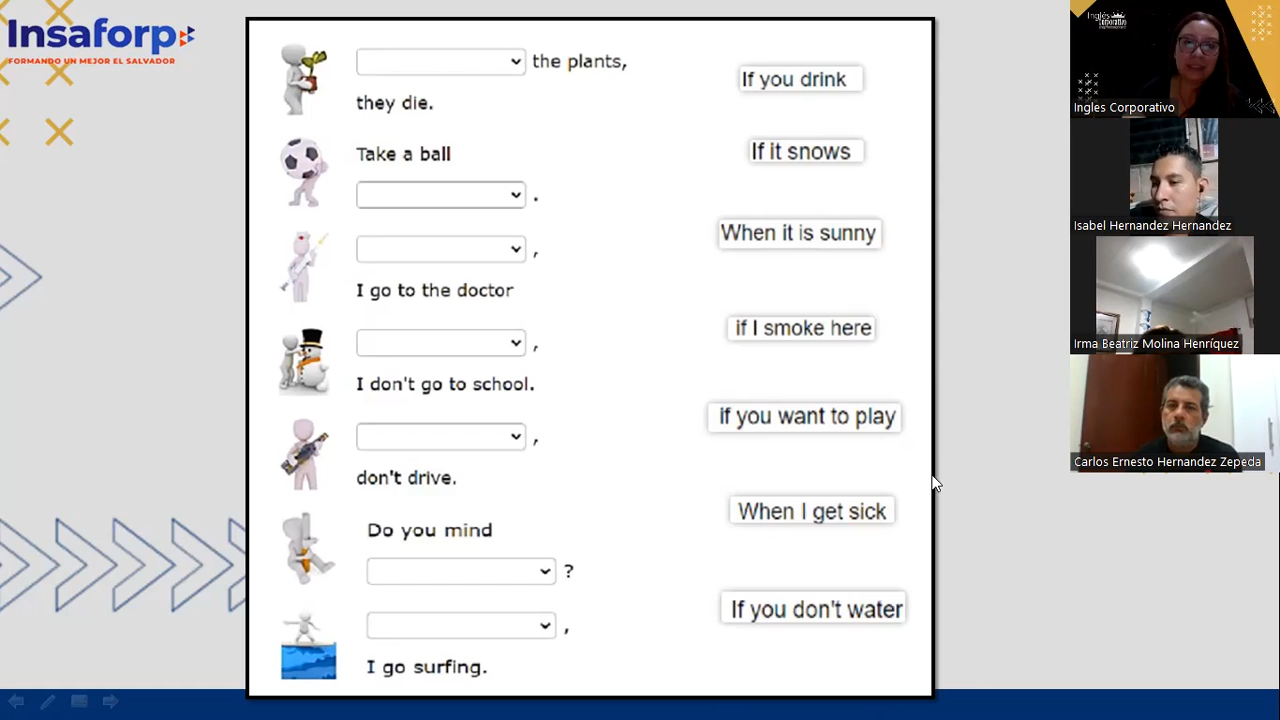 Insaforp
FORMANDO UN MEJOR EL SALVADOR
the plants,
they die.
Take a ball
.
,
I go to the doctor
,
I don't go to school.
,
don't drive.
Do you mind
?
,
I go surfing.
If you drink
If it snows
When it is sunny
if I smoke here
if you want to play
When I get sick
If you don't water
Inglés
Corporativo
Ingles Corporativo
Isabel Hernandez Hernandez
Irma Beatriz Molina Henríquez
Carlos Ernesto Hernandez Zepeda